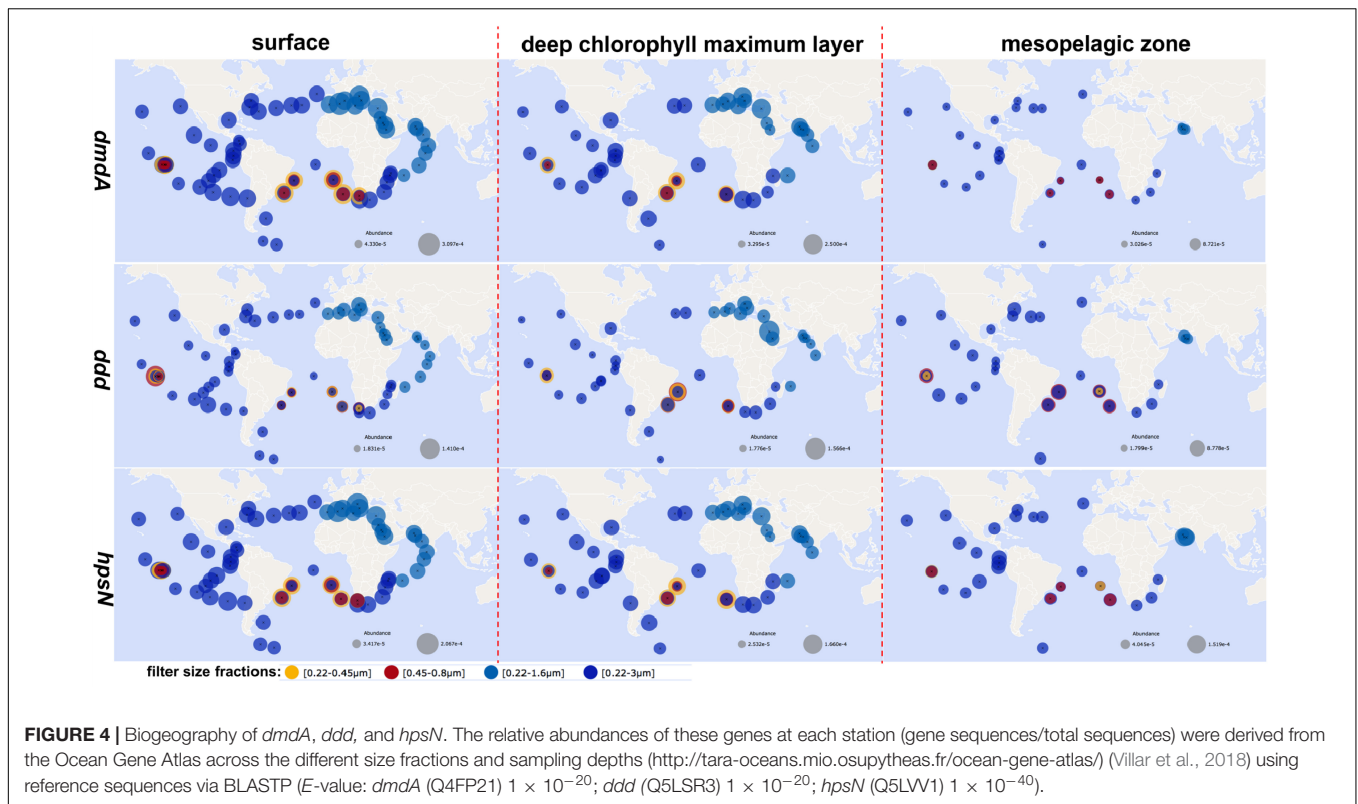 surface
deep chlorophyll maximum layer
mesopelagic zone
dmdA
Abundance
4.330e-5
3.097e-4
Abundance
3.295e-5
2.500e-4
Abundance
3.026e-5
8.721e-5
ddd
Abundance
1.831e-5
1.410e-4
Abundance
1.776e-5
1.566e-4
Abundance
1.799e-5
8.778e-5
hpsN
Abundance
3.417e-5
2.067e-4
Abundance
2.532e-5
1.660e-4
Abundance
4.045e-5
1.519e-4
filter size fractions: [0.22-0.45µm] [0.45-0.8µm] [0.22-1.6µm] [0.22-3µm]
FIGURE 4 | Biogeography of dmdA, ddd, and hpsN. The relative abundances of these genes at each station (gene sequences/total sequences) were derived from
the Ocean Gene Atlas across the different size fractions and sampling depths (http://tara-oceans.mio.osupytheas.fr/ocean-gene-atlas/) (Villar et al., 2018) using
reference sequences via BLASTP (E-value: dmdA (Q4FP21) 1 × 10⁻²⁰; ddd (Q5LSR3) 1 × 10⁻²⁰; hpsN (Q5LVV1) 1 × 10⁻⁴⁰).